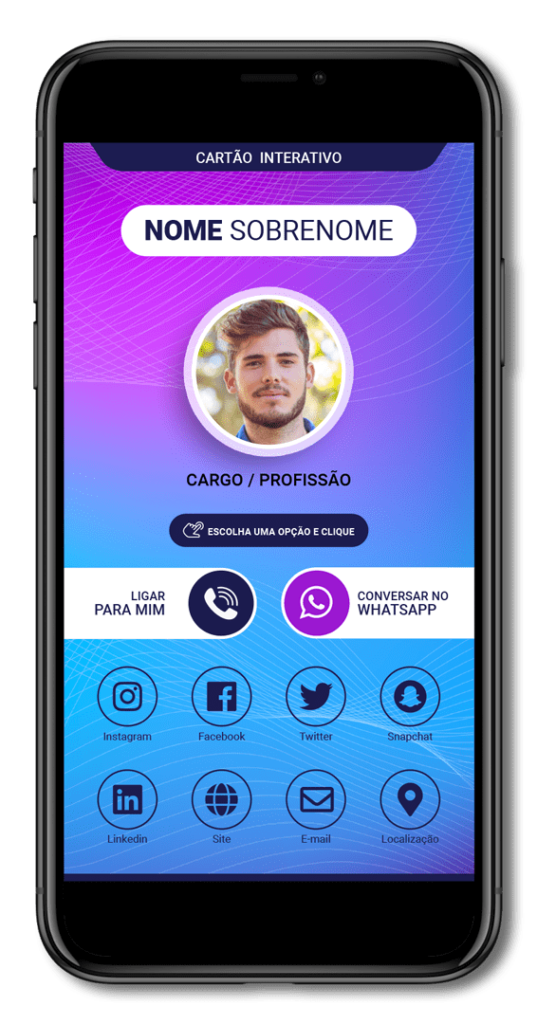 CARTÃO INTERATIVO
NOME SOBRENOME
CARGO / PROFISSÃO
ESCOLHA UMA OPÇÃO E CLIQUE
LIGAR
PARA MIM
CONVERSAR NO
WHATSAPP
Instagram
Facebook
Twitter
Snapchat
Linkedin
Site
E-mail
Localização